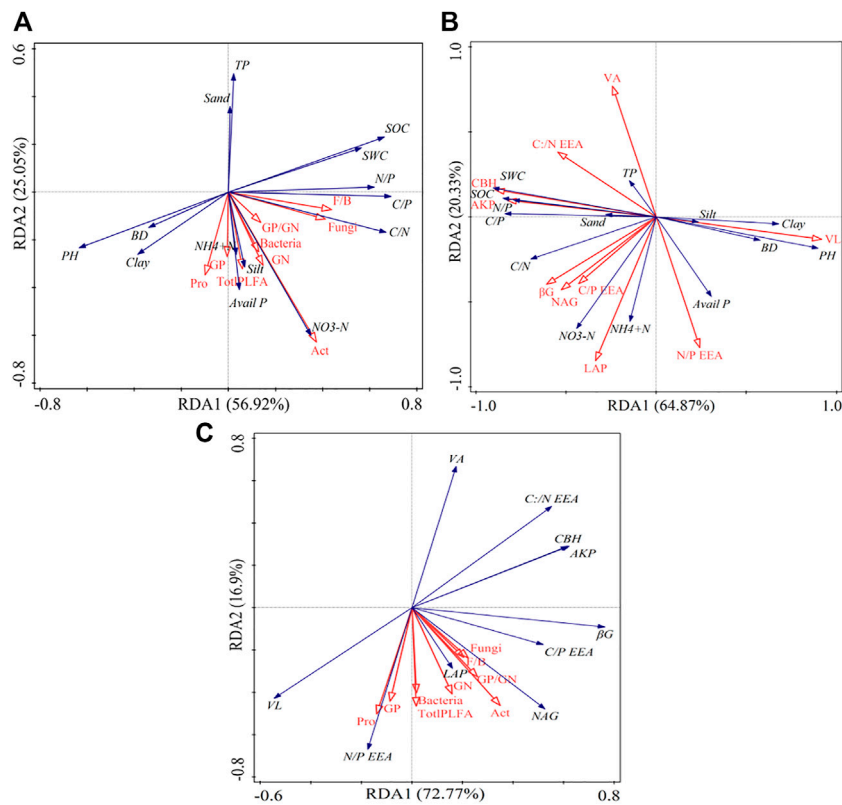 A
0.6
TP
Sand
SOC
SWC
N/P
C/P
F/B
Fungi
C/N
GP/GN
Bacteria
BD
PH
Clay
NH4+N
GN
GP
Silt
Pro
TotlPLFA
Avail P
NO3-N
Act
-0.8
-0.8
0.8
RDA1 (56.92%)
RDA2 (25.05%)
B
1.0
VA
C:/N EEA
TP
CBH
SWC
SOC
AKP
N/P
C/P
Sand
Silt
Clay
VL
BD
PH
C/N
βG
C/P EEA
NAG
Avail P
NO3-N
NH4+N
N/P EEA
LAP
-1.0
-1.0
1.0
RDA1 (64.87%)
RDA2 (20.33%)
C
0.8
VA
C:/N EEA
CBH
AKP
βG
Fungi
C/P EEA
F/B
LAP
GP/GN
GN
VL
GP
Bacteria
Pro
TotlPLFA
Act
NAG
N/P EEA
-0.8
-0.6
0.8
RDA1 (72.77%)
RDA2 (16.9%)